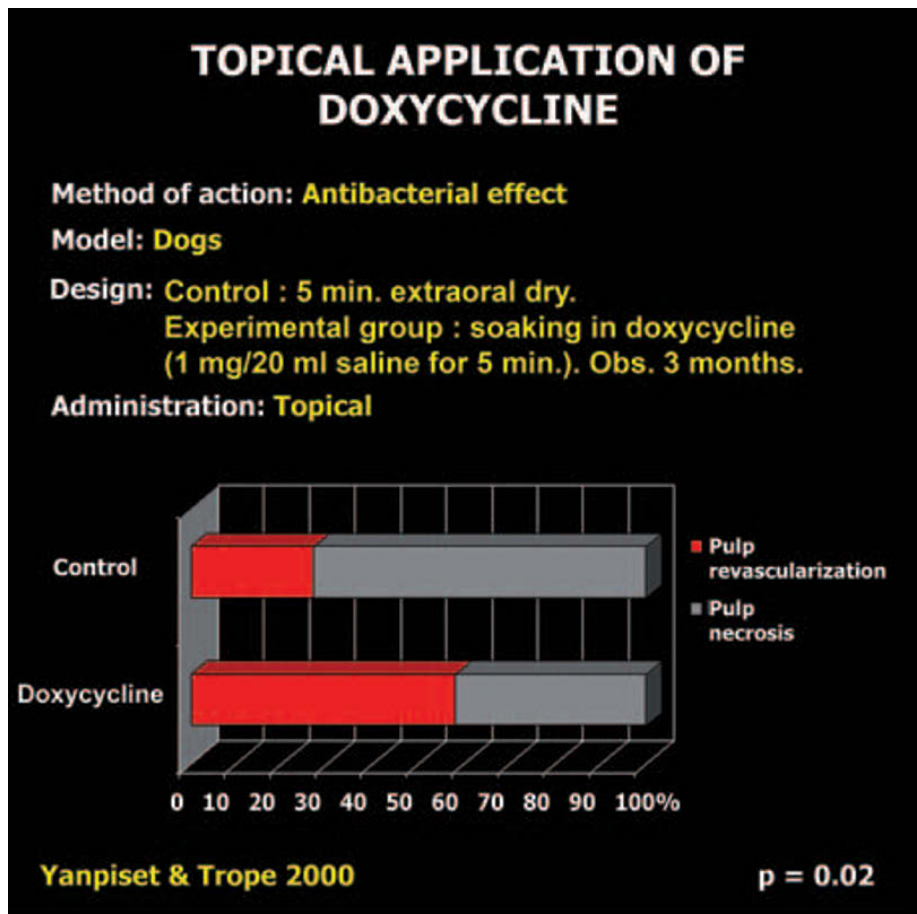 TOPICAL APPLICATION OF
DOXYCYCLINE
Method of action: Antibacterial effect
Model: Dogs
Design: Control : 5 min. extraoral dry.
Experimental group : soaking in doxycycline
(1 mg/20 ml saline for 5 min.). Obs. 3 months.
Administration: Topical
Control
Doxycycline
Pulp
revascularization
Pulp
necrosis
0 10 20 30 40 50 60 70 80 90 100%
Yanpiset & Trope 2000
p = 0.02